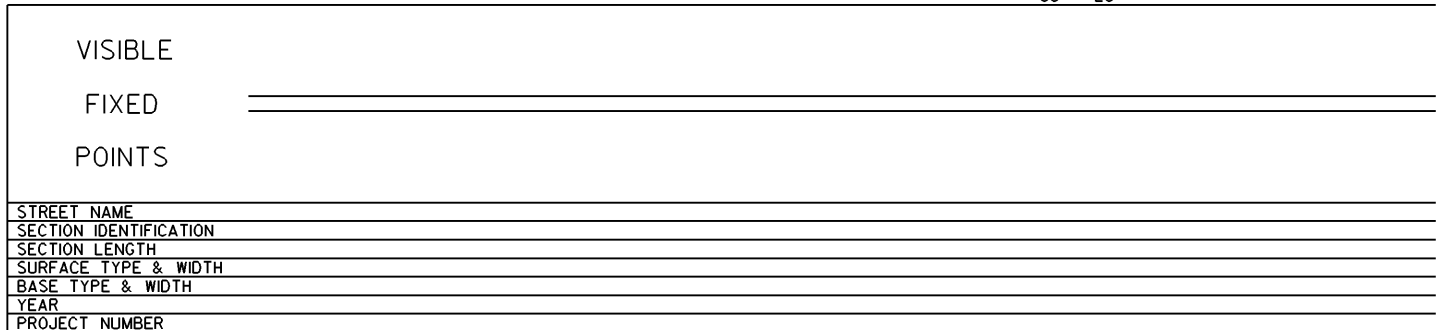 VISIBLE
FIXED
POINTS
STREET NAME
SECTION IDENTIFICATION
SECTION LENGTH
SURFACE TYPE & WIDTH
BASE TYPE & WIDTH
YEAR
PROJECT NUMBER